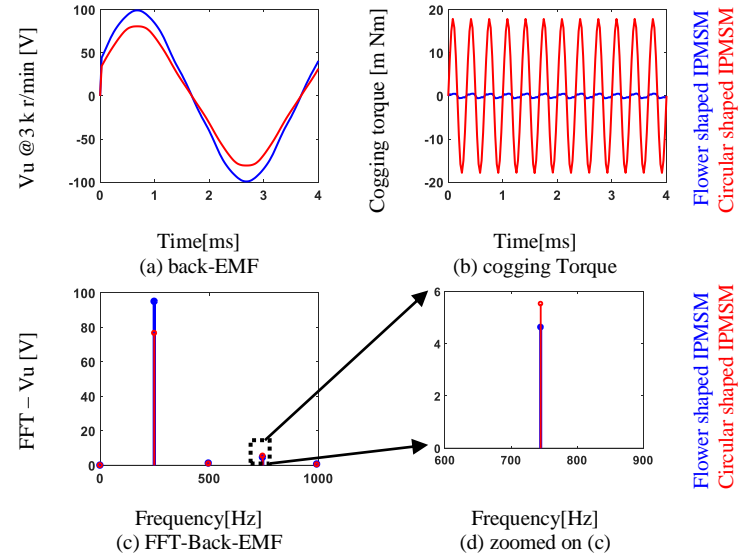 Vu @3 k r/min [V]
100
50
0
-50
-100
0 1 2 3 4
Time[ms]
(a) back-EMF
Cogging torque [m Nm]
20
10
0
-10
-20
0 1 2 3 4
Time[ms]
(b) cogging Torque
Flower shaped IPMSM
Circular shaped IPMSM
FFT – Vu [V]
100
80
60
40
20
0
0 500 1000
Frequency[Hz]
(c) FFT-Back-EMF
6
4
2
0
600 700 800 900
Frequency[Hz]
(d) zoomed on (c)
Flower shaped IPMSM
Circular shaped IPMSM